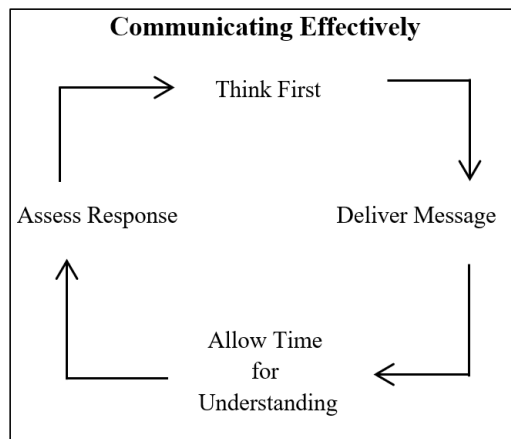 Communicating Effectively
Think First
Deliver Message
Allow Time
for
Understanding
Assess Response